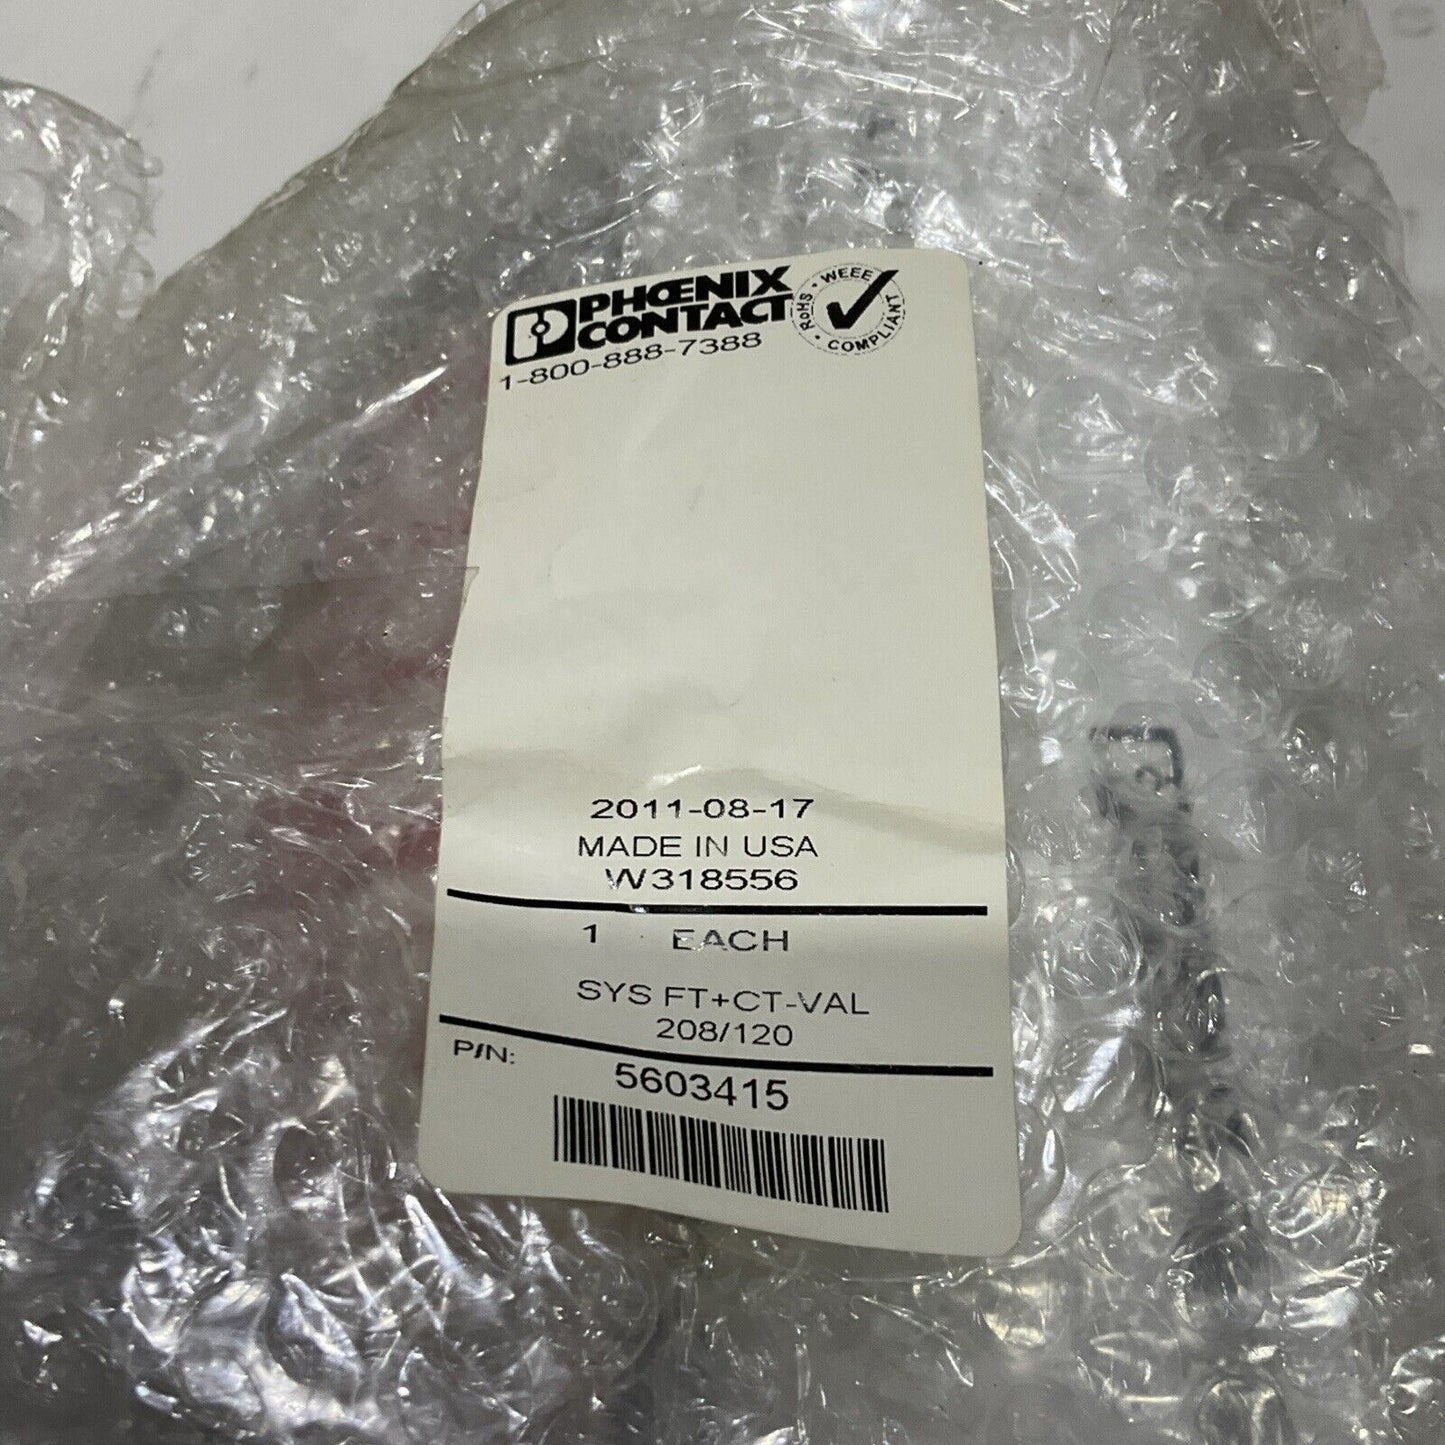 PHŒNIX
CONTACT
1-800-888-7388
RoHS · WEEE · COMPLIANT
2011-08-17
MADE IN USA
W318556
1 EACH
SYS FT+CT-VAL
208/120
P/N:
5603415